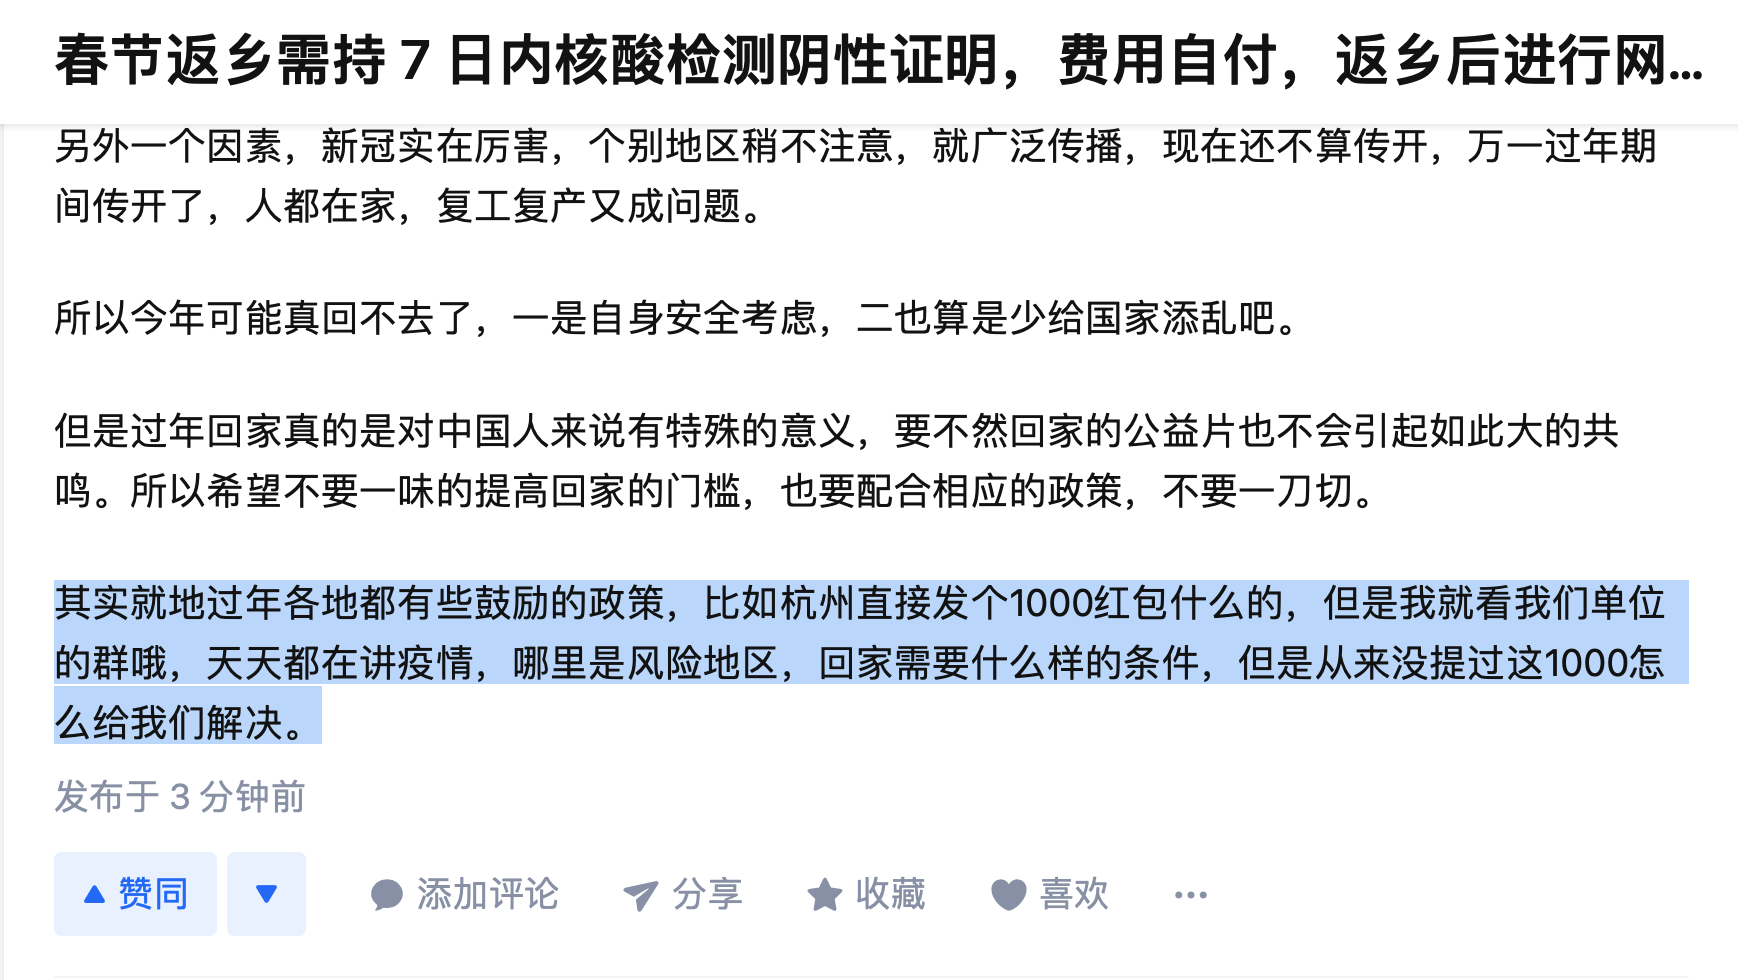 春节返乡需持 7 日内核酸检测阴性证明，费用自付，返乡后进行网...
另外一个因素，新冠实在厉害，个别地区稍不注意，就广泛传播，现在还不算传开，万一过年期
间传开了，人都在家，复工复产又成问题。
所以今年可能真回不去了，一是自身安全考虑，二也算是少给国家添乱吧。
但是过年回家真的是对中国人来说有特殊的意义，要不然回家的公益片也不会引起如此大的共
鸣。所以希望不要一味的提高回家的门槛，也要配合相应的政策，不要一刀切。
其实就地过年各地都有些鼓励的政策，比如杭州直接发个1000红包什么的，但是我就看我们单位
的群哦，天天都在讲疫情，哪里是风险地区，回家需要什么样的条件，但是从来没提过这1000怎
么给我们解决。
发布于 3 分钟前
赞同 添加评论 分享 收藏 喜欢